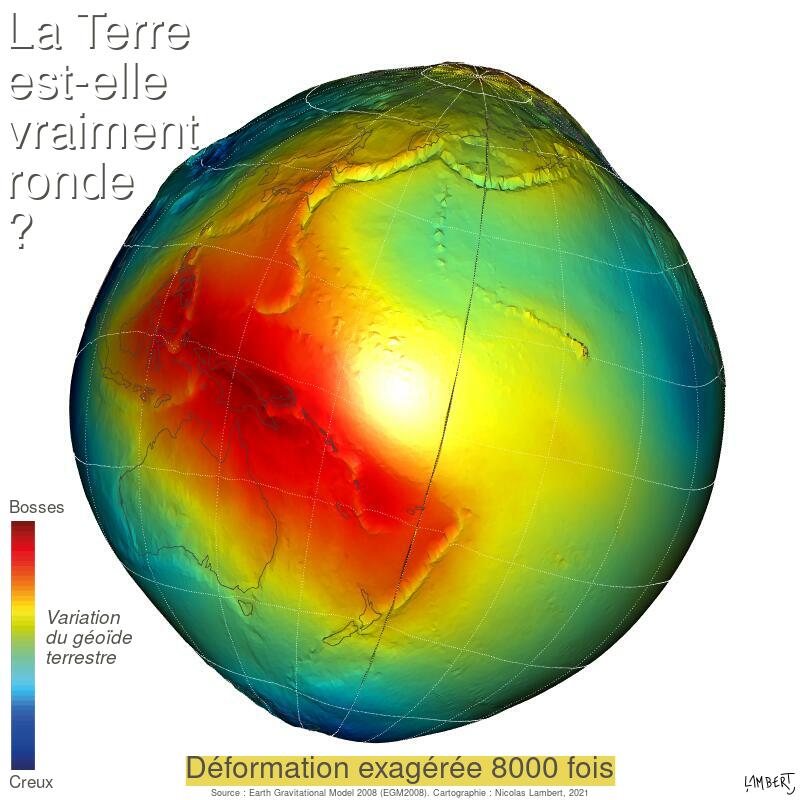 La Terre
est-elle
vraiment
ronde
?
Bosses
Variation
du géoïde
terrestre
Creux
Déformation exagérée 8000 fois
Source : Earth Gravitational Model 2008 (EGM2008). Cartographie : Nicolas Lambert, 2021
LAMBERT